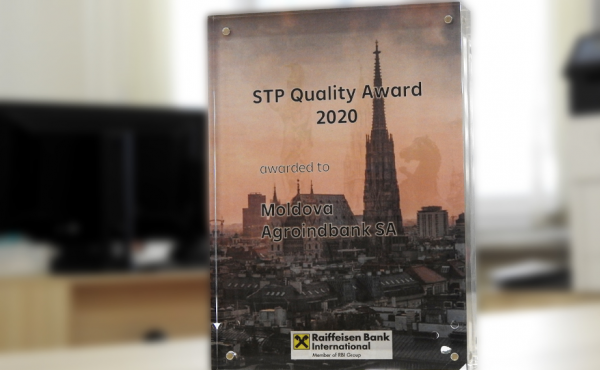 STP Quality Award
2020
awarded to
Moldova
Agroindbank SA
Raiffeisen Bank
International
Member of RBI Group